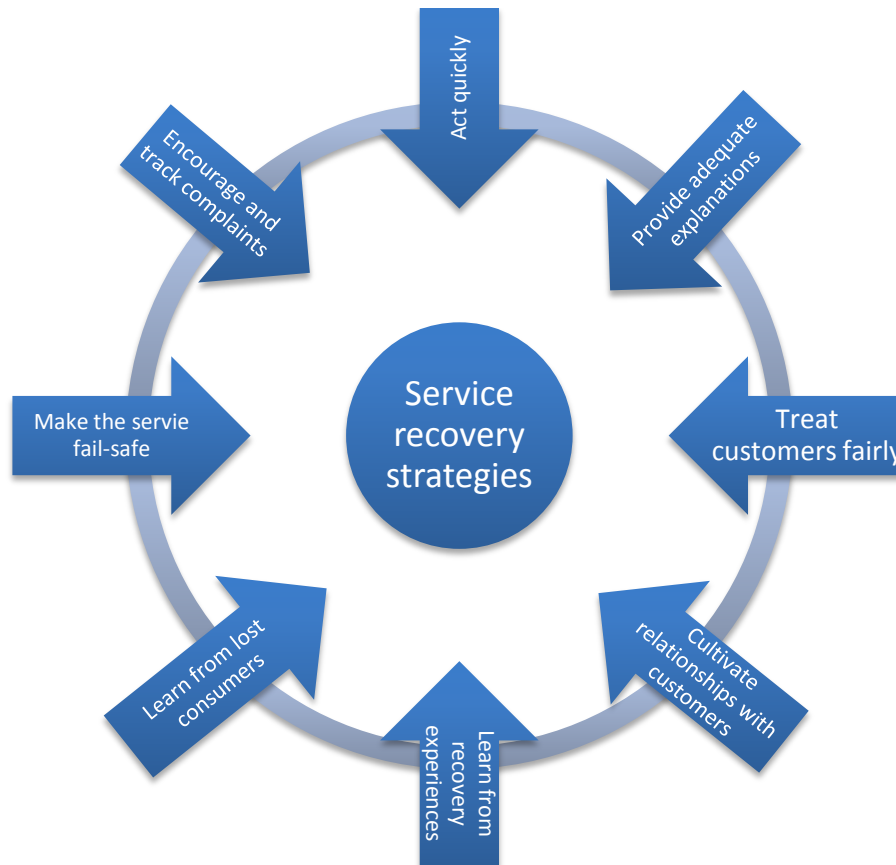 Act quickly
Provide adequate
explanations
Treat
customers fairly
Cultivate
relationships with
customers
Learn from
recovery
experiences
Learn from lost
consumers
Make the servie
fail-safe
Encourage and
track complaints
Service
recovery
strategies